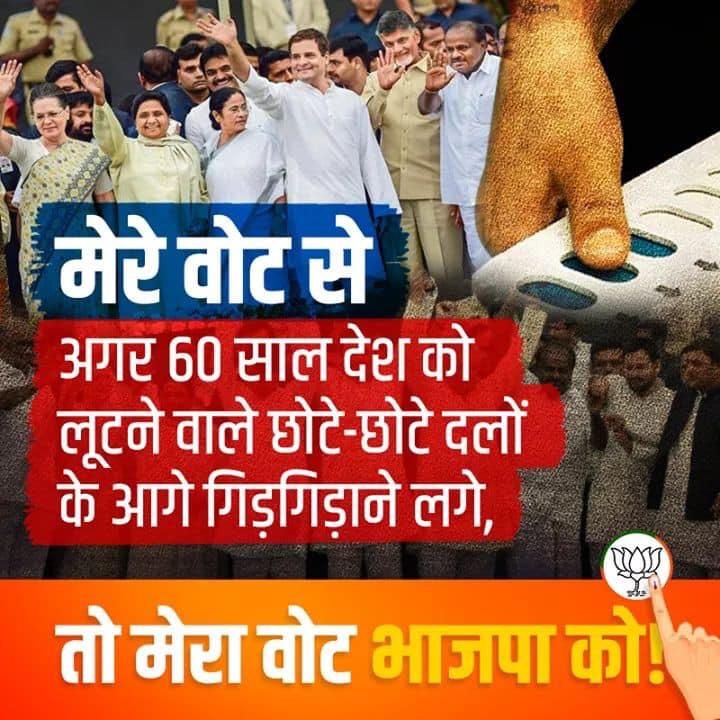 मेरे वोट से
अगर 60 साल देश को
लूटने वाले छोटे-छोटे दलों
के आगे गिड़गिड़ाने लगे,
तो मेरा वोट भाजपा को!